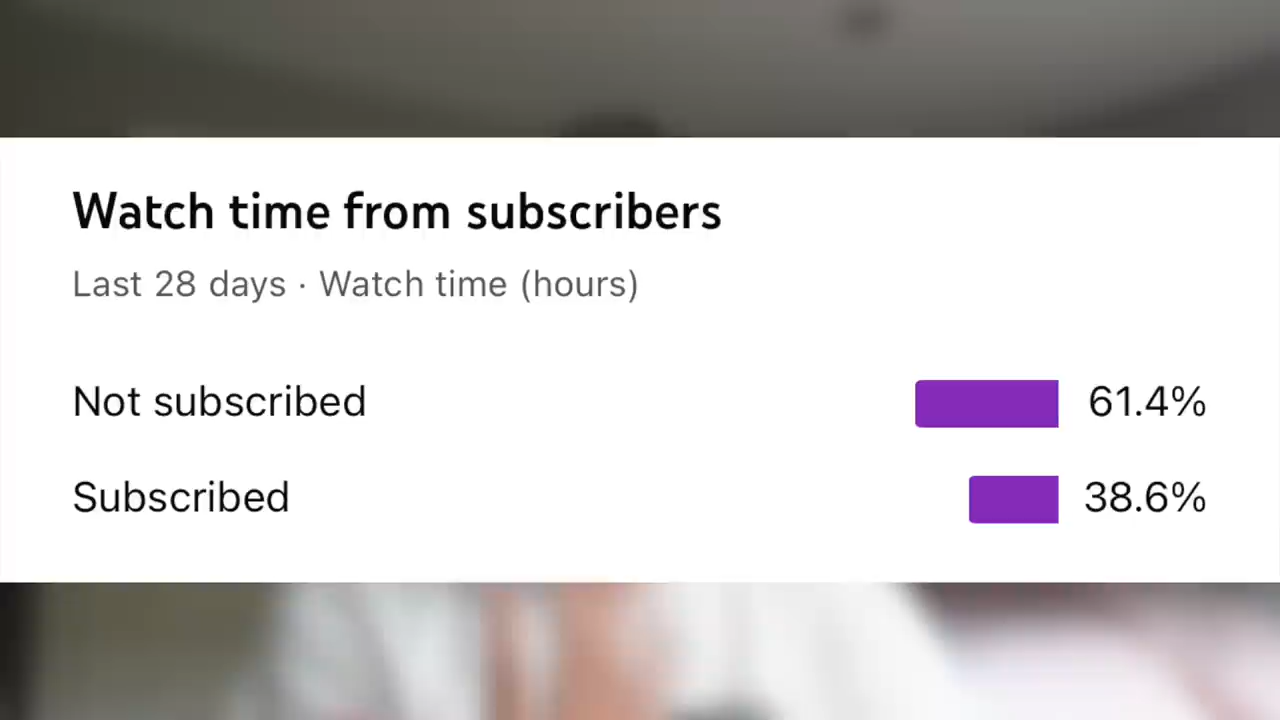 Watch time from subscribers
Last 28 days · Watch time (hours)
Not subscribed 61.4%
Subscribed 38.6%